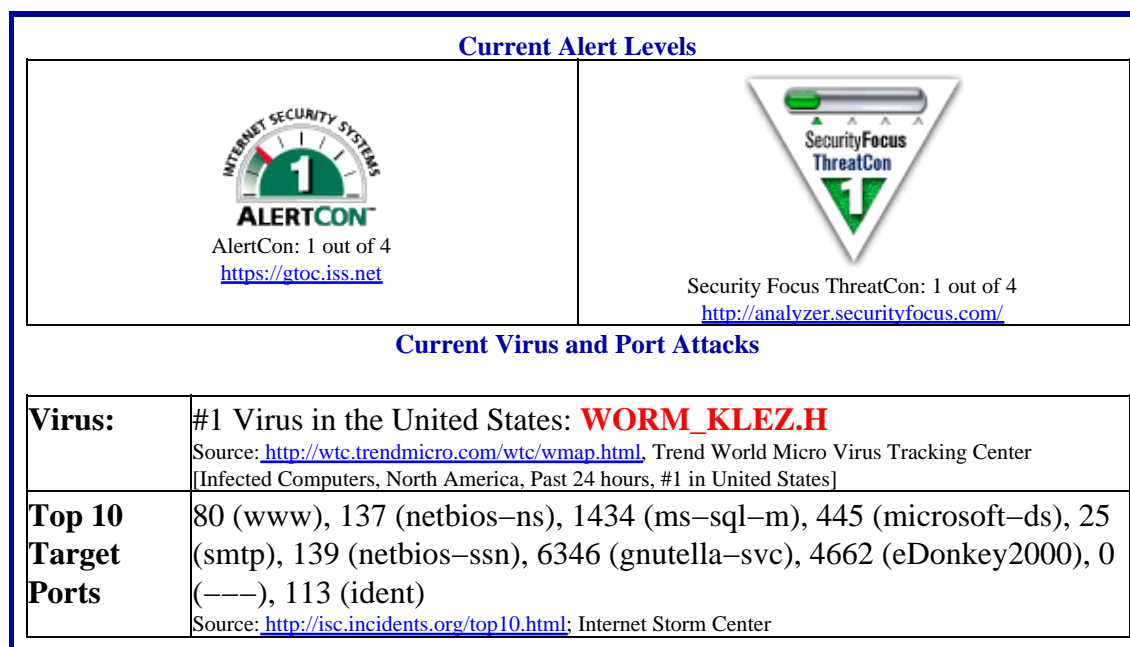 Current Alert Levels
INTERNET SECURITY SYSTEMS
1
ALERTCON™
AlertCon: 1 out of 4
https://gtoc.iss.net
SecurityFocus
ThreatCon
1
Security Focus ThreatCon: 1 out of 4
http://analyzer.securityfocus.com/
Current Virus and Port Attacks
Virus:
#1 Virus in the United States: WORM_KLEZ.H
Source: http://wtc.trendmicro.com/wtc/wmap.html, Trend World Micro Virus Tracking Center
[Infected Computers, North America, Past 24 hours, #1 in United States]
Top 10
Target
Ports
80 (www), 137 (netbios−ns), 1434 (ms−sql−m), 445 (microsoft−ds), 25
(smtp), 139 (netbios−ssn), 6346 (gnutella−svc), 4662 (eDonkey2000), 0
(−−−), 113 (ident)
Source: http://isc.incidents.org/top10.html; Internet Storm Center